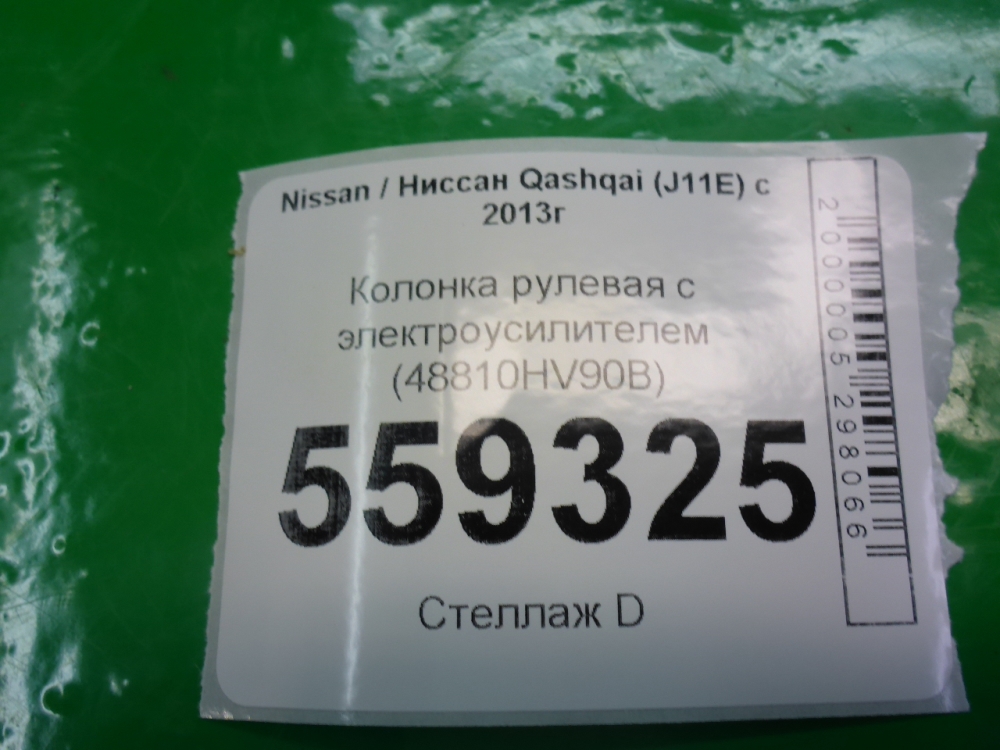 Nissan / Ниссан Qashqai (J11E) с
2013г
Колонка рулевая с
электроусилителем
(48810HV90B)
559325
Стеллаж D
2000005298066